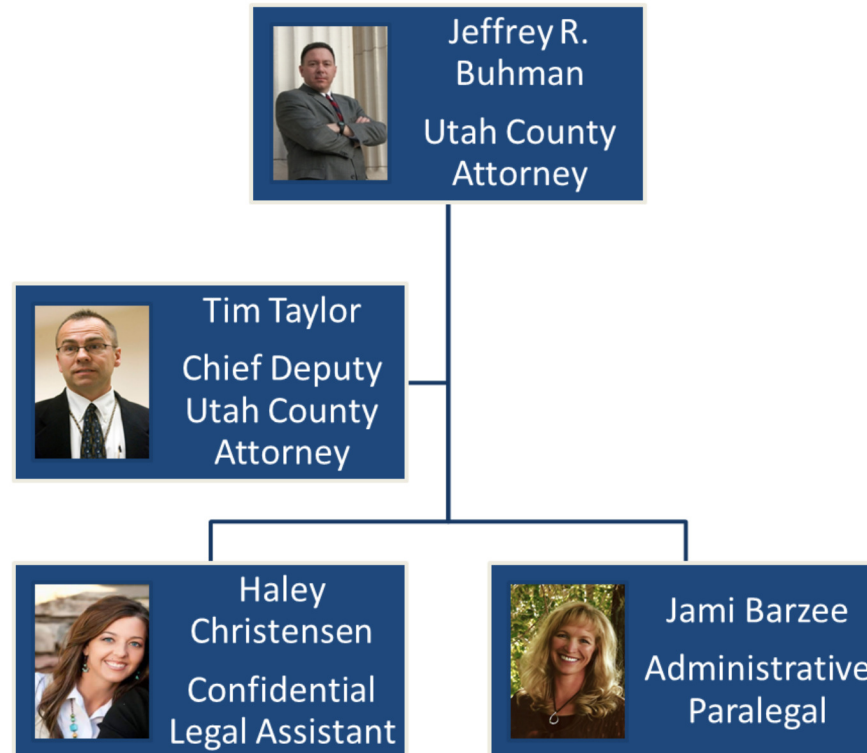 Jeffrey R.
Buhman
Utah County
Attorney
Tim Taylor
Chief Deputy
Utah County
Attorney
Haley
Christensen
Confidential
Legal Assistant
Jami Barzee
Administrative
Paralegal